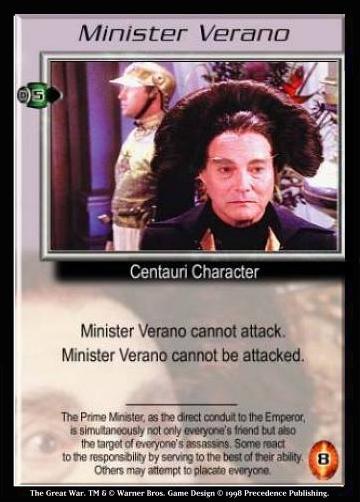 Minister Verano
5
Centauri Character
Minister Verano cannot attack.
Minister Verano cannot be attacked.
The Prime Minister, as the direct conduit to the Emperor,
is simultaneously not only everyone's friend but also
the target of everyone's assassins. Some react
to the responsibility by serving to the best of their ability.
Others may attempt to placate everyone.
8
The Great War. TM & © Warner Bros. Game Design © 1998 Precedence Publishing.